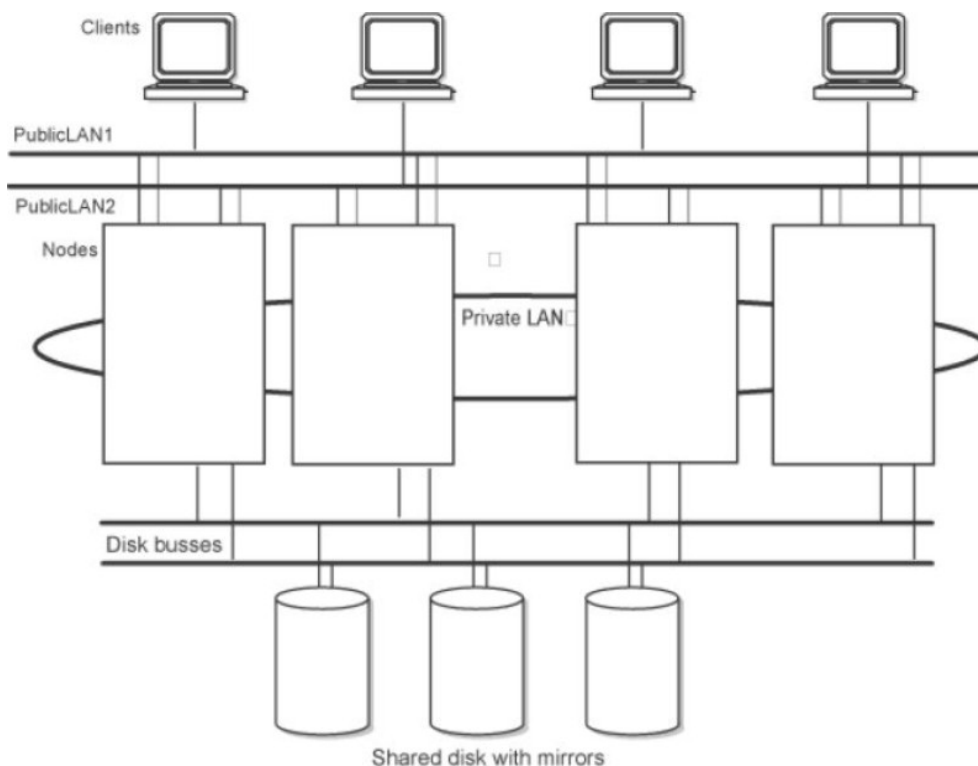 Clients
PublicLAN1
PublicLAN2
Nodes
Private LAN
Disk busses
Shared disk with mirrors